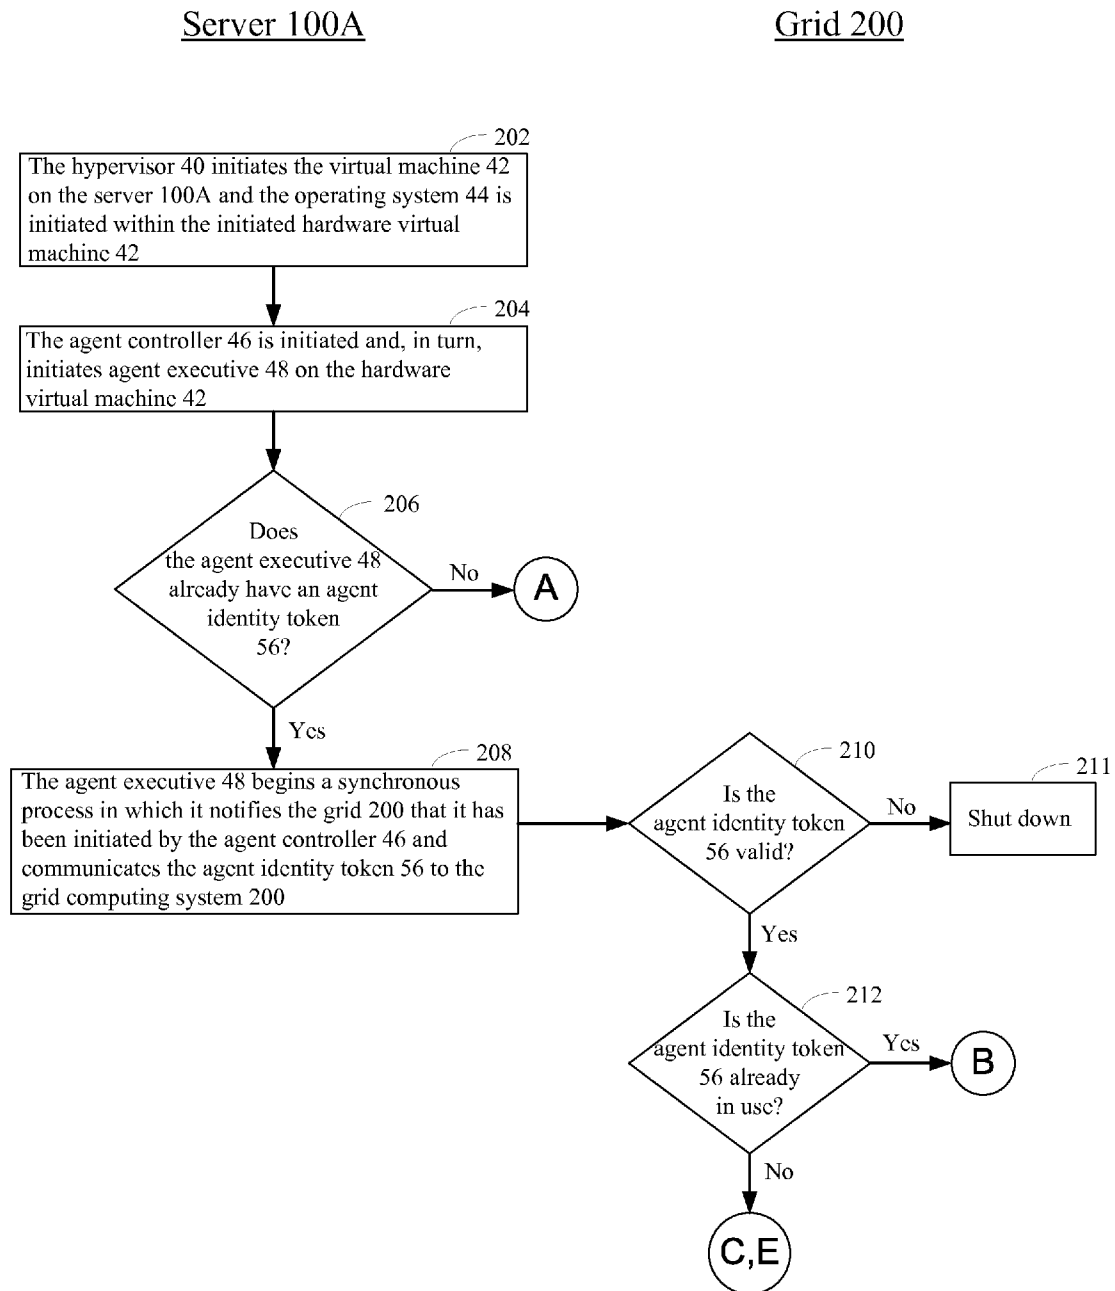 Server 100A
Grid 200
202
The hypervisor 40 initiates the virtual machine 42
on the server 100A and the operating system 44 is
initiated within the initiated hardware virtual
machine 42
204
The agent controller 46 is initiated and, in turn,
initiates agent executive 48 on the hardware
virtual machine 42
206
Does
the agent executive 48
already have an agent
identity token
56?
No
A
Yes
208
The agent executive 48 begins a synchronous
process in which it notifies the grid 200 that it has
been initiated by the agent controller 46 and
communicates the agent identity token 56 to the
grid computing system 200
210
Is the
agent identity token
56 valid?
No
211
Shut down
Yes
212
Is the
agent identity token
56 already
in use?
Yes
B
No
C,E